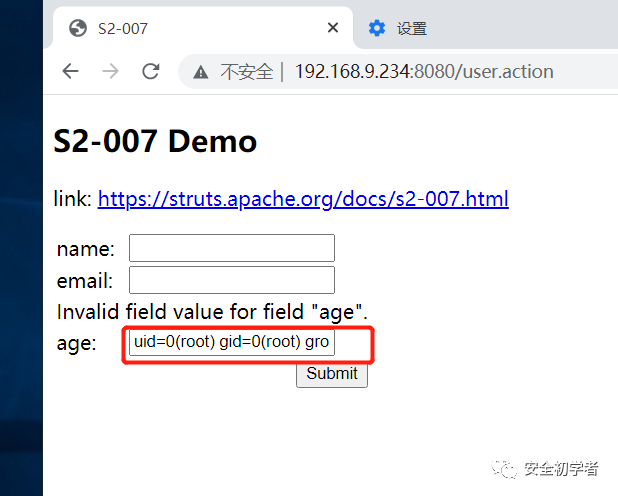 S2-007
设置
不安全 | 192.168.9.234:8080/user.action
S2-007 Demo
link: https://struts.apache.org/docs/s2-007.html
name:
email:
Invalid field value for field "age".
age: uid=0(root) gid=0(root) gro
Submit
安全初学者